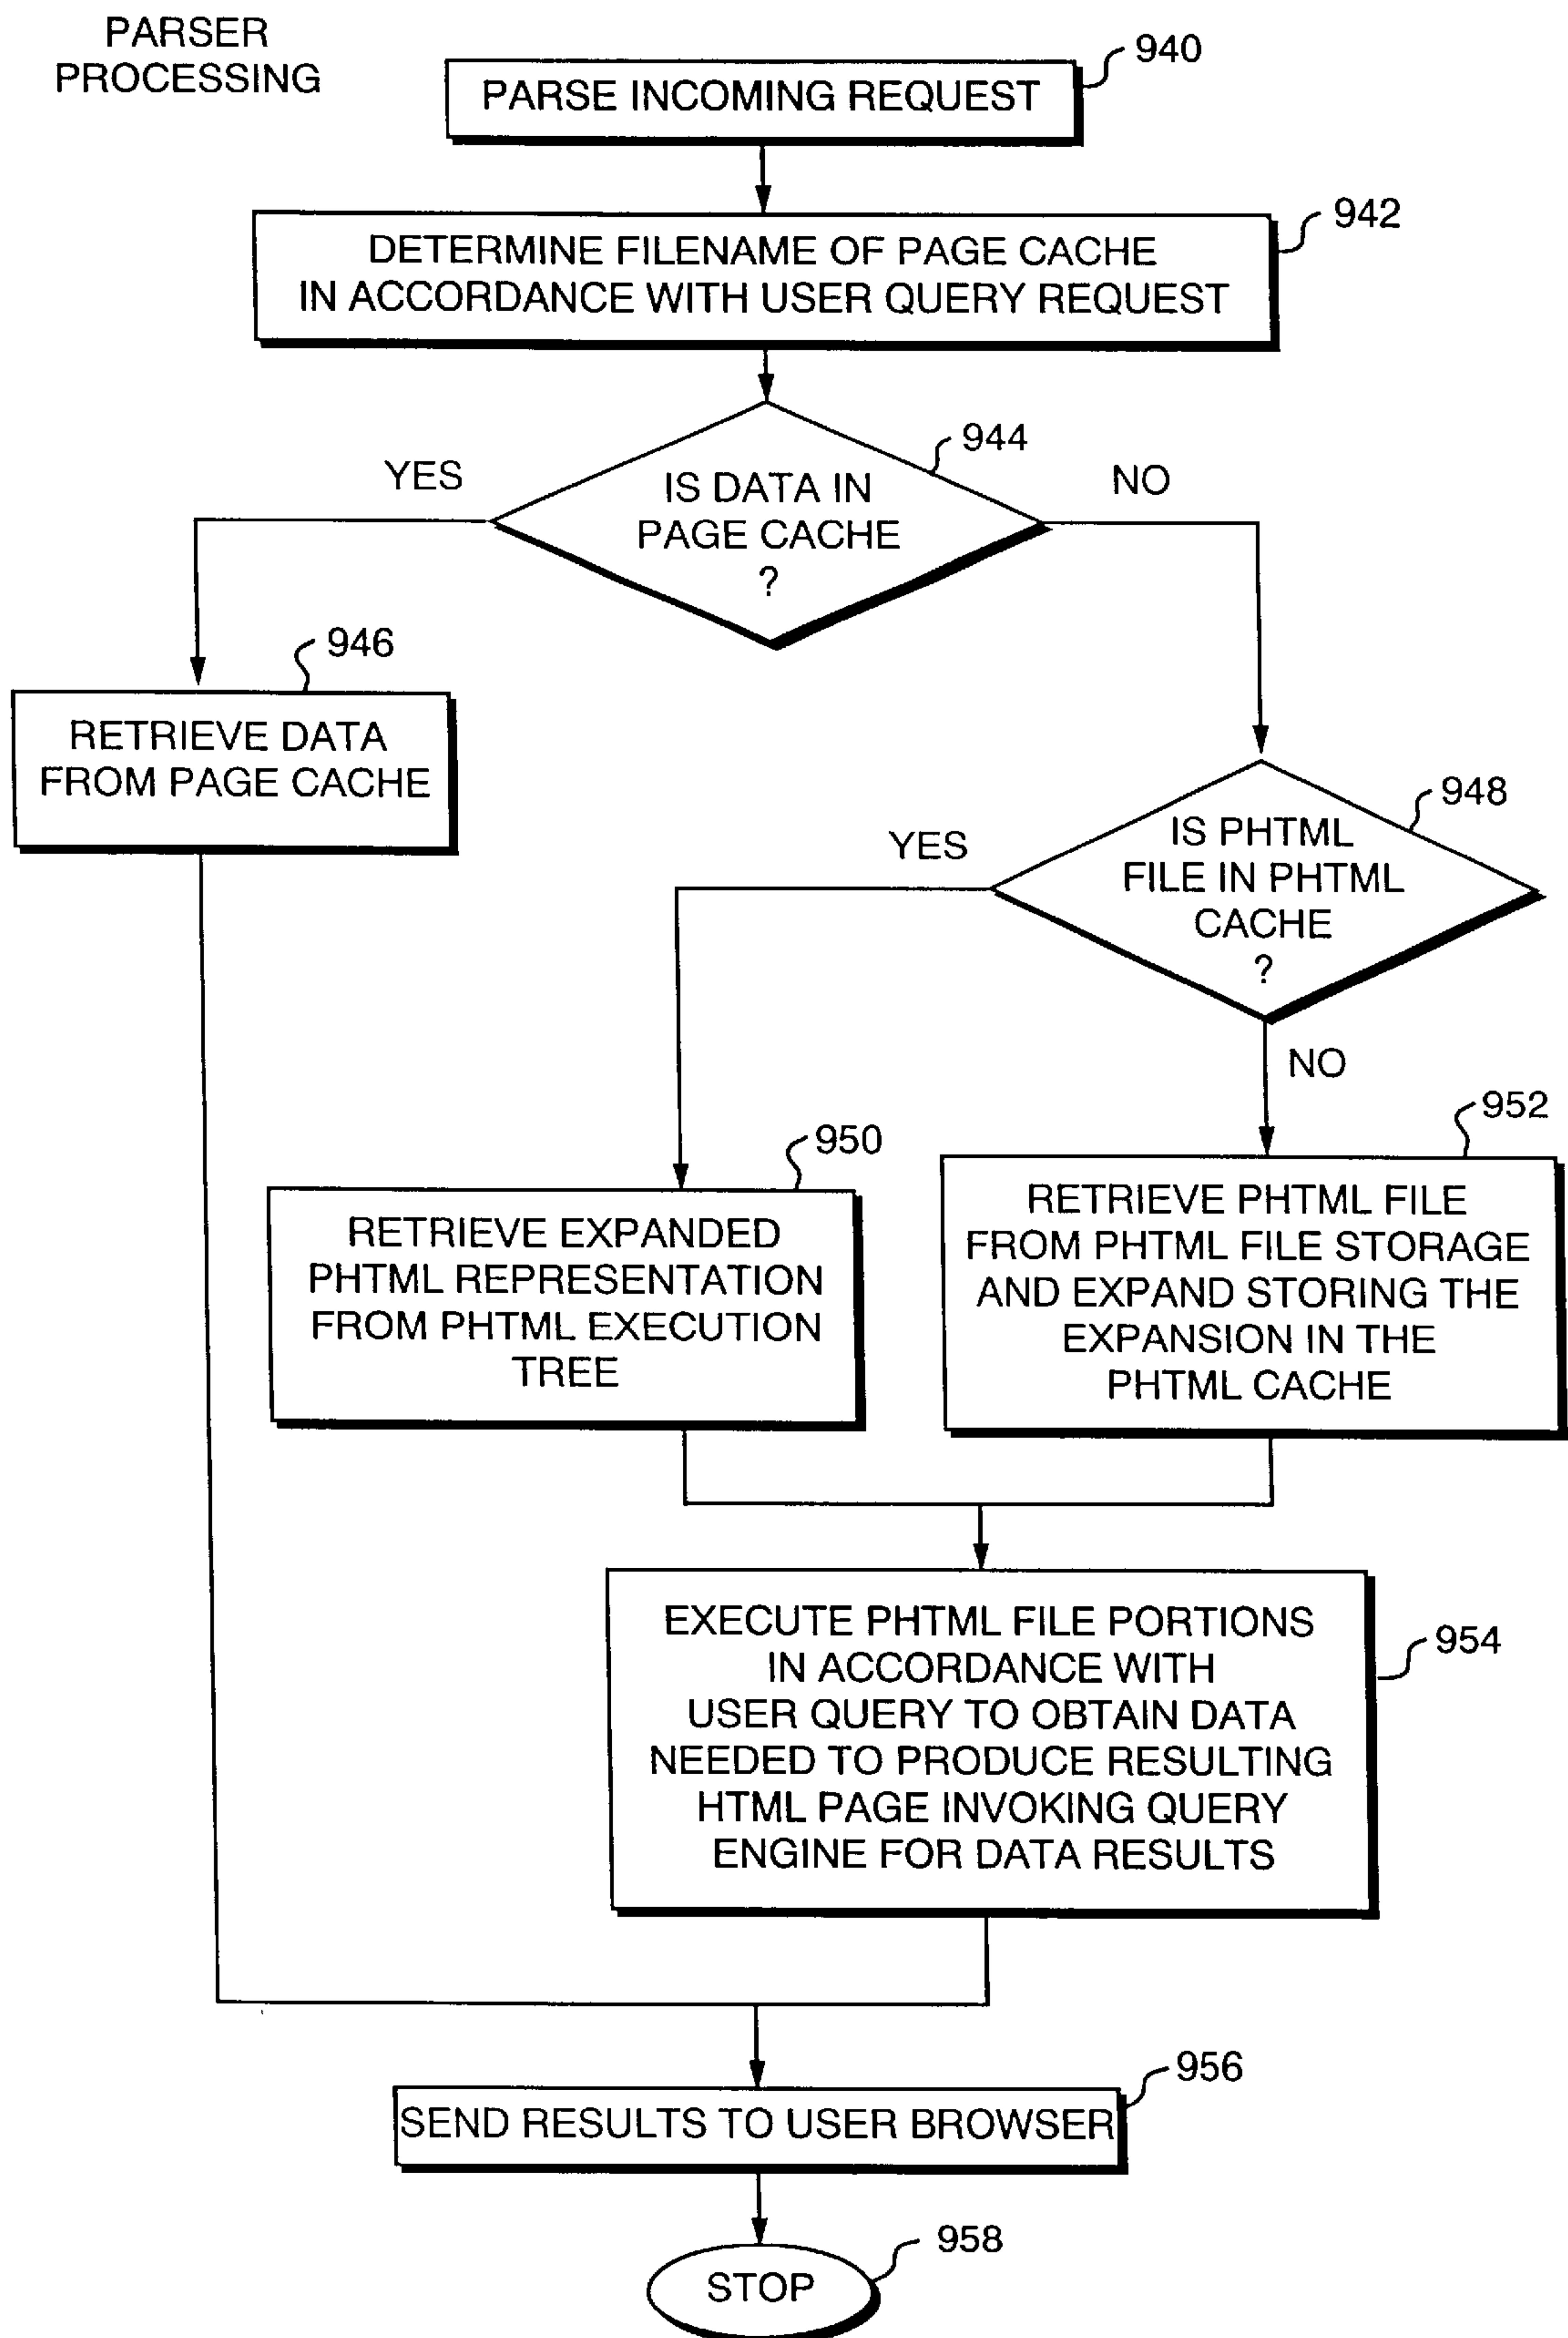 PARSER
PROCESSING
940
PARSE INCOMING REQUEST
942
DETERMINE FILENAME OF PAGE CACHE
IN ACCORDANCE WITH USER QUERY REQUEST
944
YES
NO
IS DATA IN
PAGE CACHE
?
946
RETRIEVE DATA
FROM PAGE CACHE
948
YES
IS PHTML
FILE IN PHTML
CACHE
?
NO
950
RETRIEVE EXPANDED
PHTML REPRESENTATION
FROM PHTML EXECUTION
TREE
952
RETRIEVE PHTML FILE
FROM PHTML FILE STORAGE
AND EXPAND STORING THE
EXPANSION IN THE
PHTML CACHE
954
EXECUTE PHTML FILE PORTIONS
IN ACCORDANCE WITH
USER QUERY TO OBTAIN DATA
NEEDED TO PRODUCE RESULTING
HTML PAGE INVOKING QUERY
ENGINE FOR DATA RESULTS
956
SEND RESULTS TO USER BROWSER
958
STOP